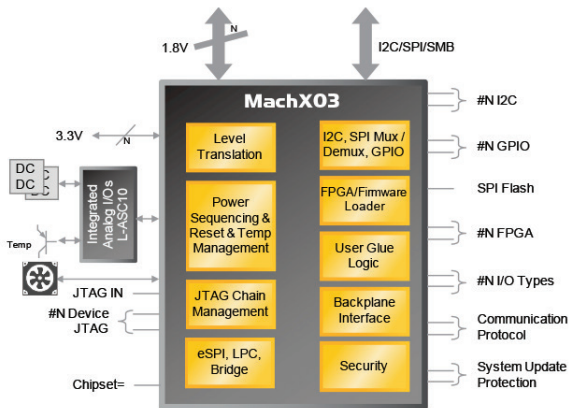 N
1.8V
I2C/SPI/SMB
MachXO3
3.3V
N
DC
DC
DC
DC
Integrated
Analog I/Os
L-ASC10
Temp
JTAG IN
#N Device
JTAG
Chipset=
Level
Translation
Power
Sequencing &
Reset & Temp
Management
JTAG Chain
Management
eSPI, LPC,
Bridge
I2C, SPI Mux /
Demux, GPIO
FPGA/Firmware
Loader
User Glue
Logic
Backplane
Interface
Security
#N I2C
#N GPIO
SPI Flash
#N FPGA
#N I/O Types
Communication
Protocol
System Update
Protection